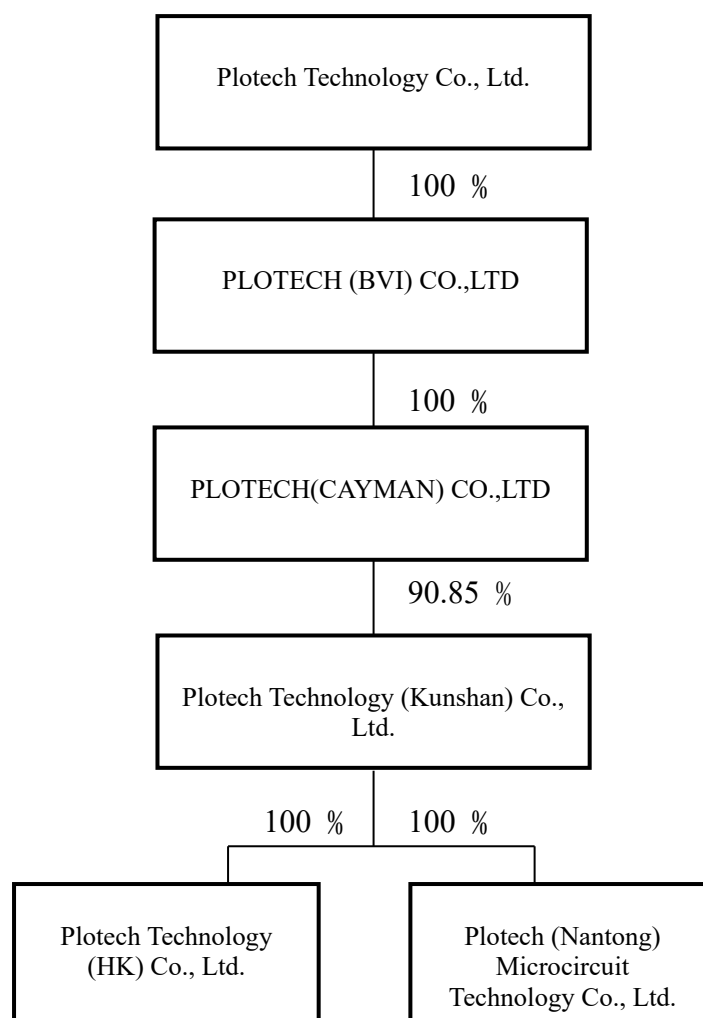 Plotech Technology Co., Ltd.
100 %
PLOTECH (BVI) CO.,LTD
100 %
PLOTECH(CAYMAN) CO.,LTD
90.85 %
Plotech Technology (Kunshan) Co.,
Ltd.
100 %
100 %
Plotech Technology
(HK) Co., Ltd.
Plotech (Nantong)
Microcircuit
Technology Co., Ltd.